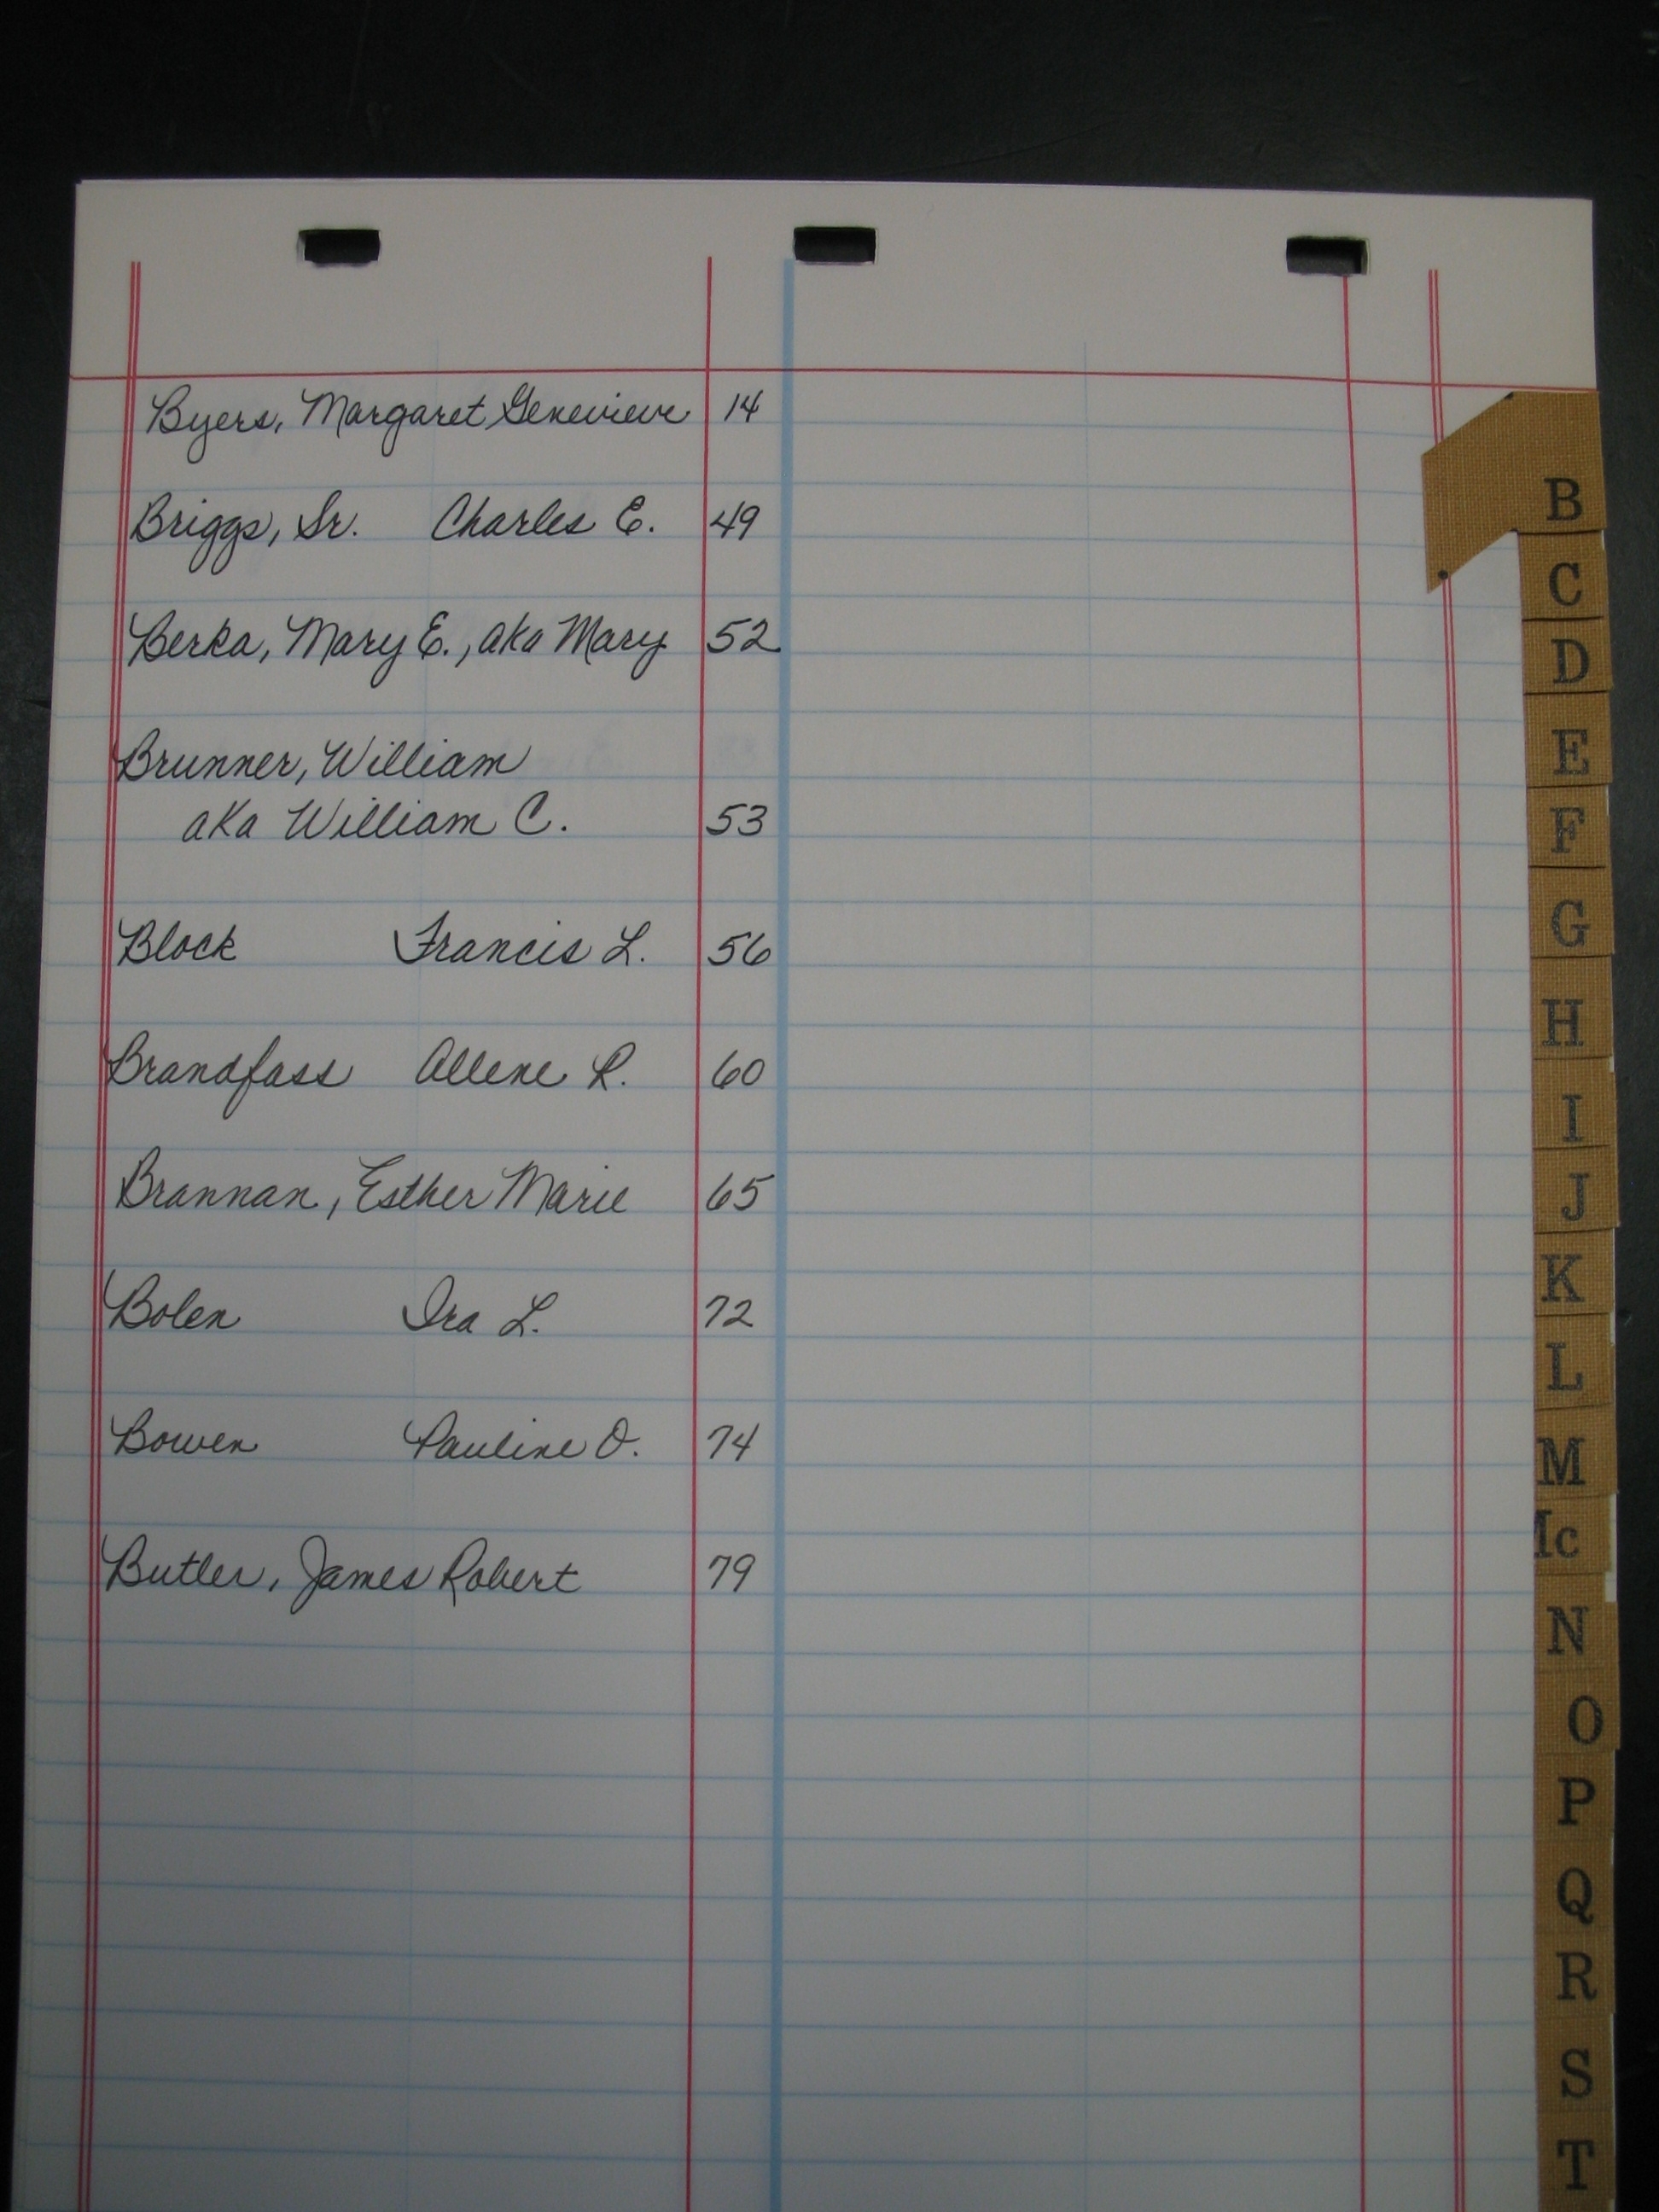 Byers, Margaret Genevieve 14
Briggs, Sr. Charles E. 49
Berka, Mary E., aka Mary 52
Brunner, William
aka William C. 53
Block Francis L. 56
Brandfass Allene R. 60
Brannan, Esther Marie 65
Bolen Ira L. 72
Bowen Pauline O. 74
Butler, James Robert 79
B
C
D
E
F
G
H
I
J
K
L
M
Mc
N
O
P
Q
R
S
T